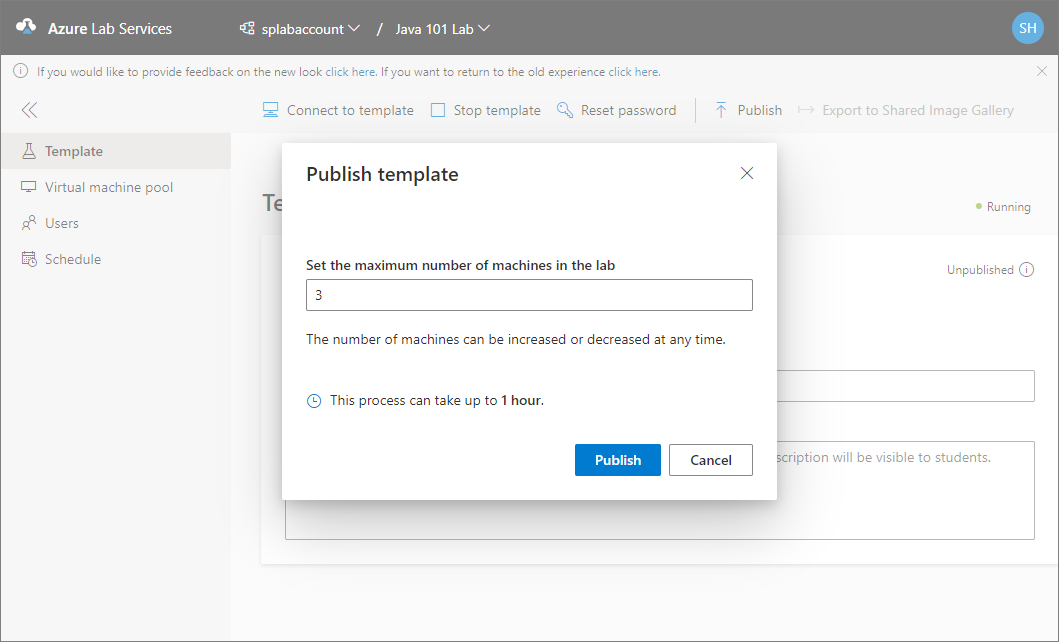 Azure Lab Services
splabaccount / Java 101 Lab
SH
If you would like to provide feedback on the new look click here. If you want to return to the old experience click here.
Connect to template
Stop template
Reset password
Publish
Export to Shared Image Gallery
Template
Virtual machine pool
Users
Schedule
Te
Running
Unpublished
scription will be visible to students.
Publish template
Set the maximum number of machines in the lab
3
The number of machines can be increased or decreased at any time.
This process can take up to 1 hour.
Publish
Cancel